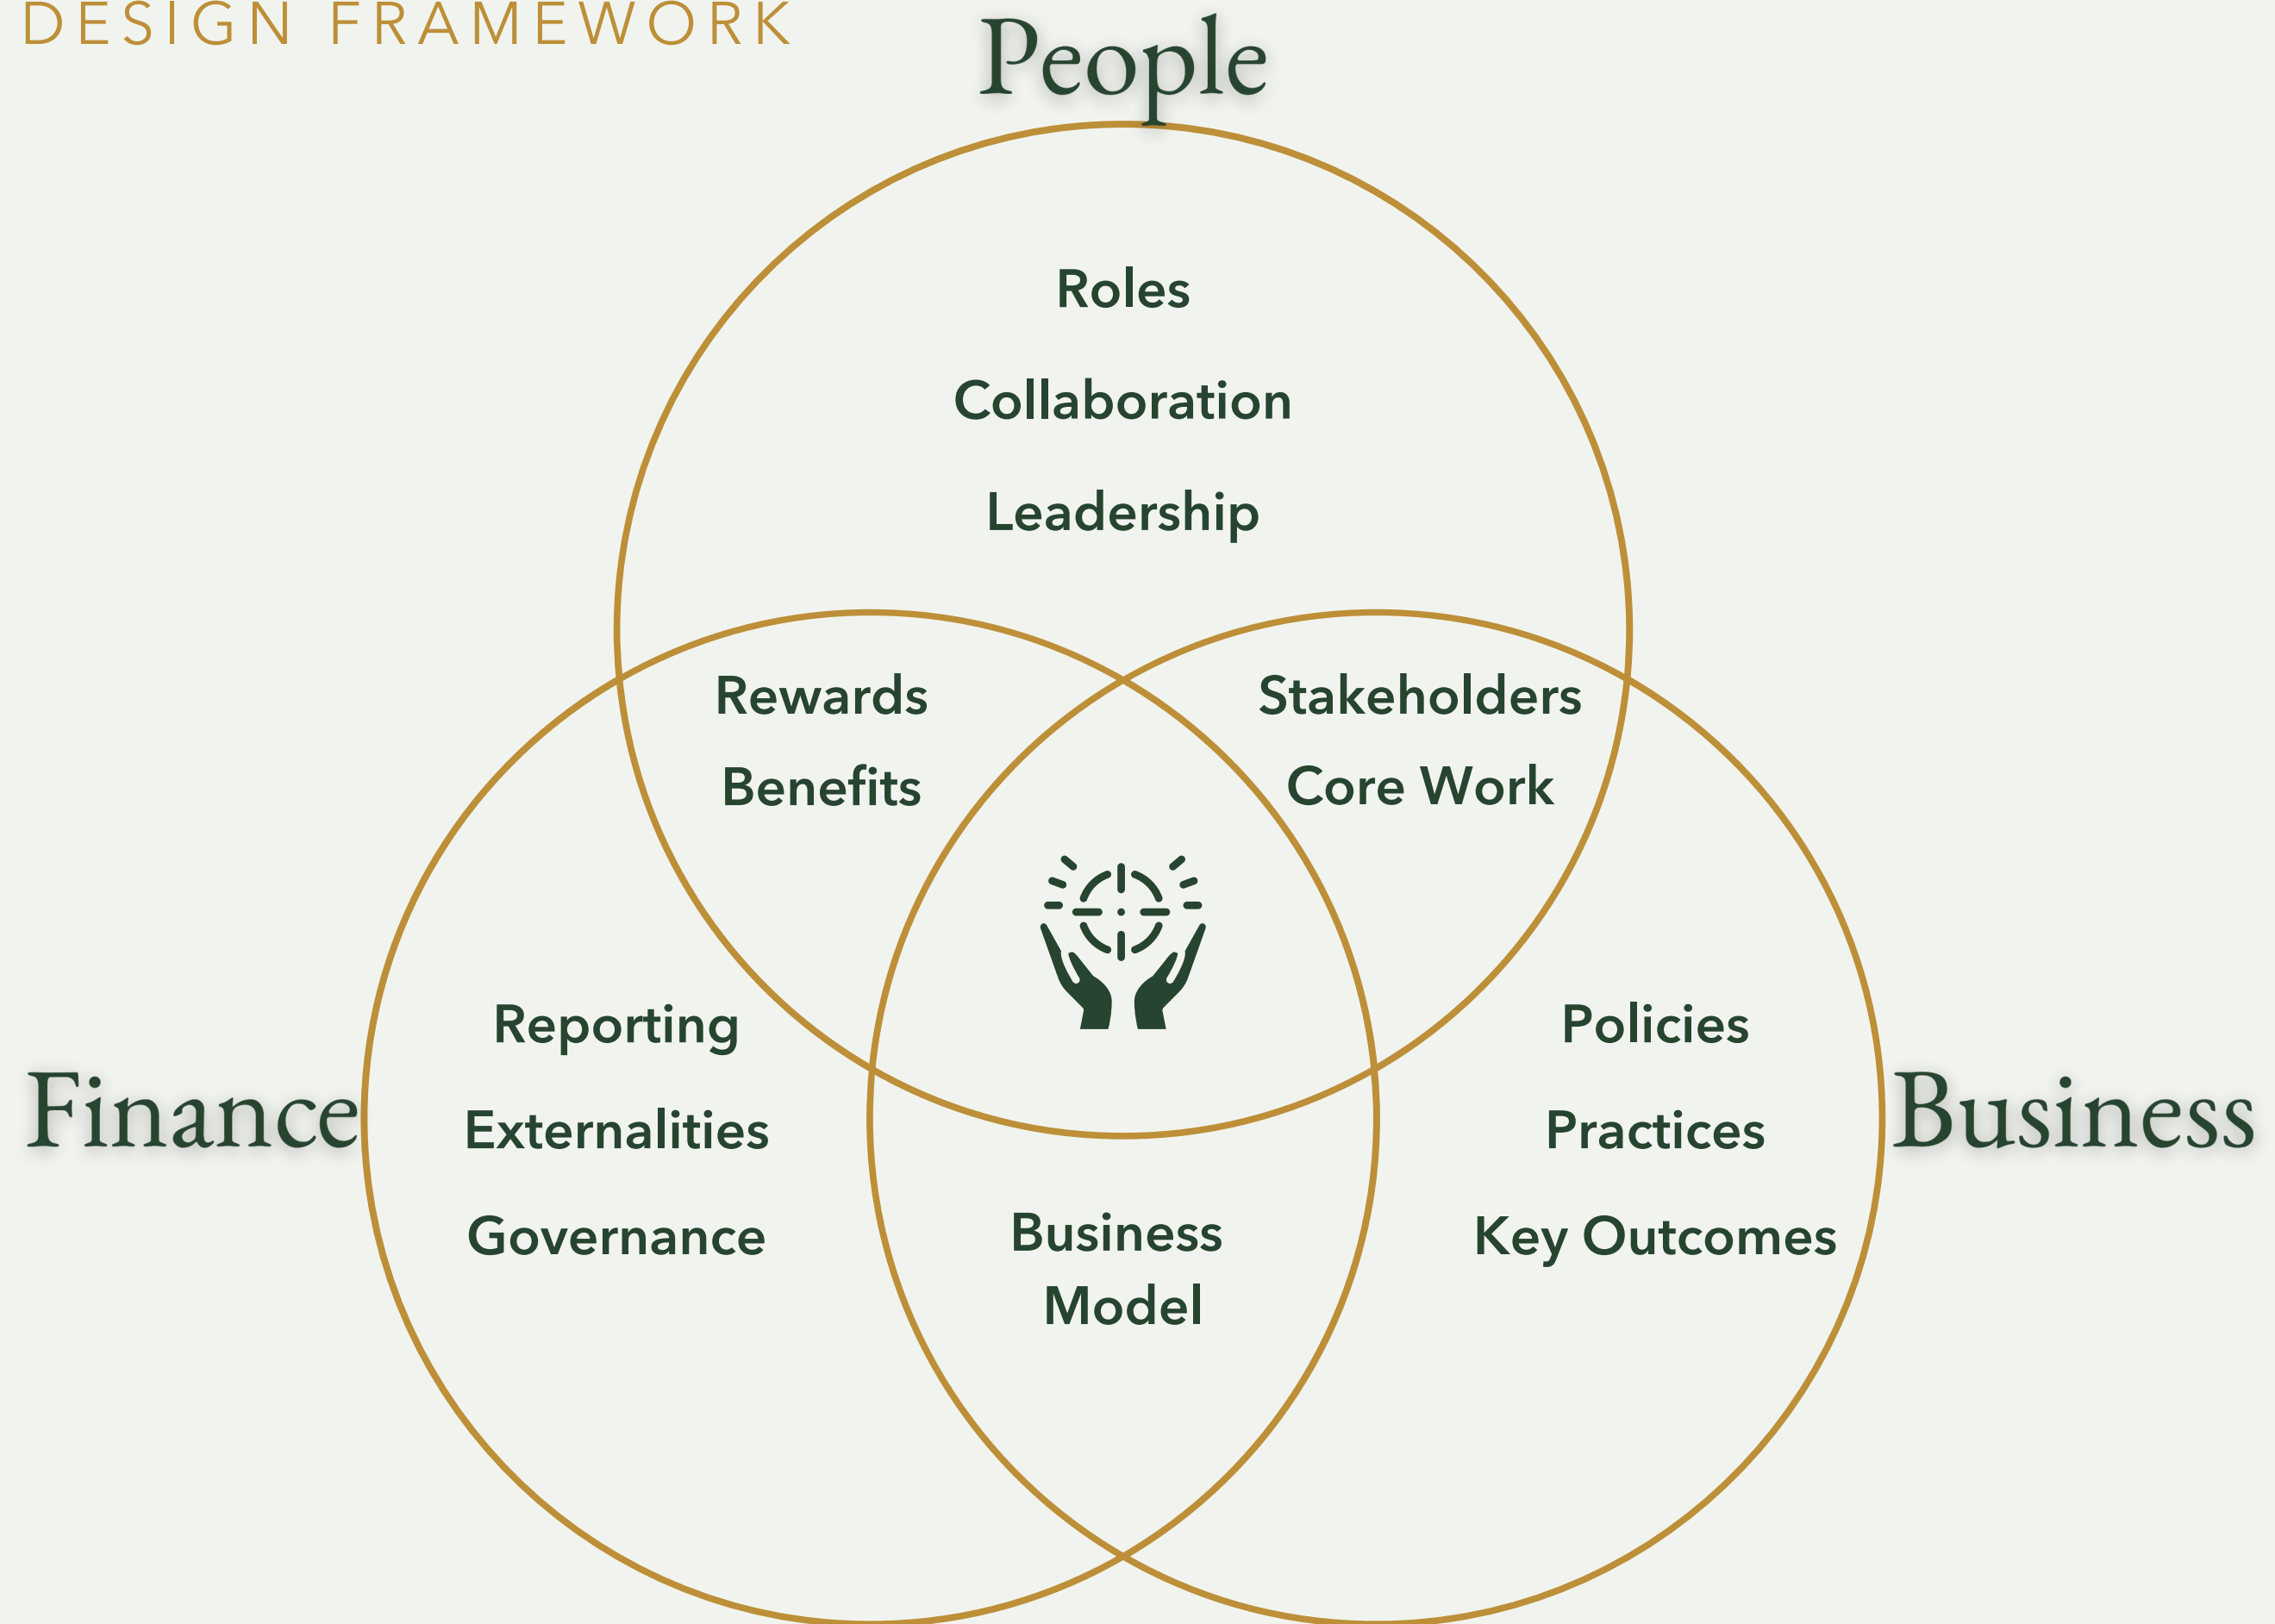 DESIGN FRAMEWORK
People
Roles
Collaboration
Leadership
Rewards
Benefits
Stakeholders
Core Work
Finance
Reporting
Externalities
Governance
Business
Model
Policies
Practices
Key Outcomes
Business